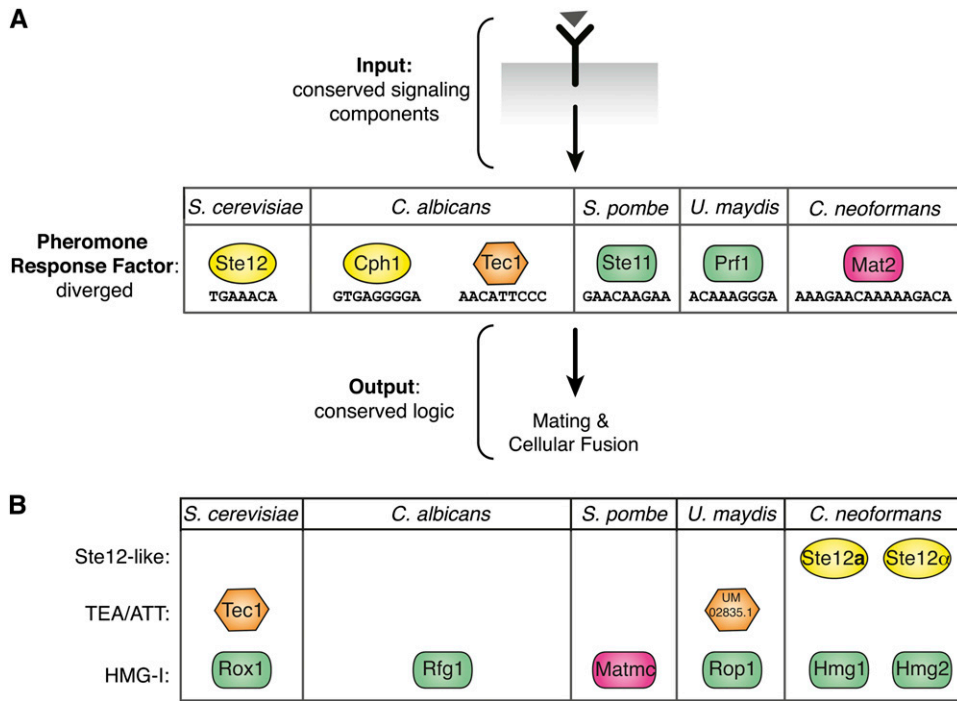 A
Input:
conserved signaling
components
S. cerevisiae C. albicans S. pombe U. maydis C. neoformans
Pheromone
Response Factor:
diverged
Ste12 Cph1 Tec1 Ste11 Prf1 Mat2
TGAAACA GTGAGGGGA AACATTCCC GAACAAGAA ACAAAGGGA AAAGAACAAAAAGACA
Output:
conserved logic
Mating &
Cellular Fusion
B
S. cerevisiae C. albicans S. pombe U. maydis C. neoformans
Ste12-like: Ste12a Ste12α
TEA/ATT: Tec1 UM
02835.1
HMG-I: Rox1 Rfg1 Matmc Rop1 Hmg1 Hmg2